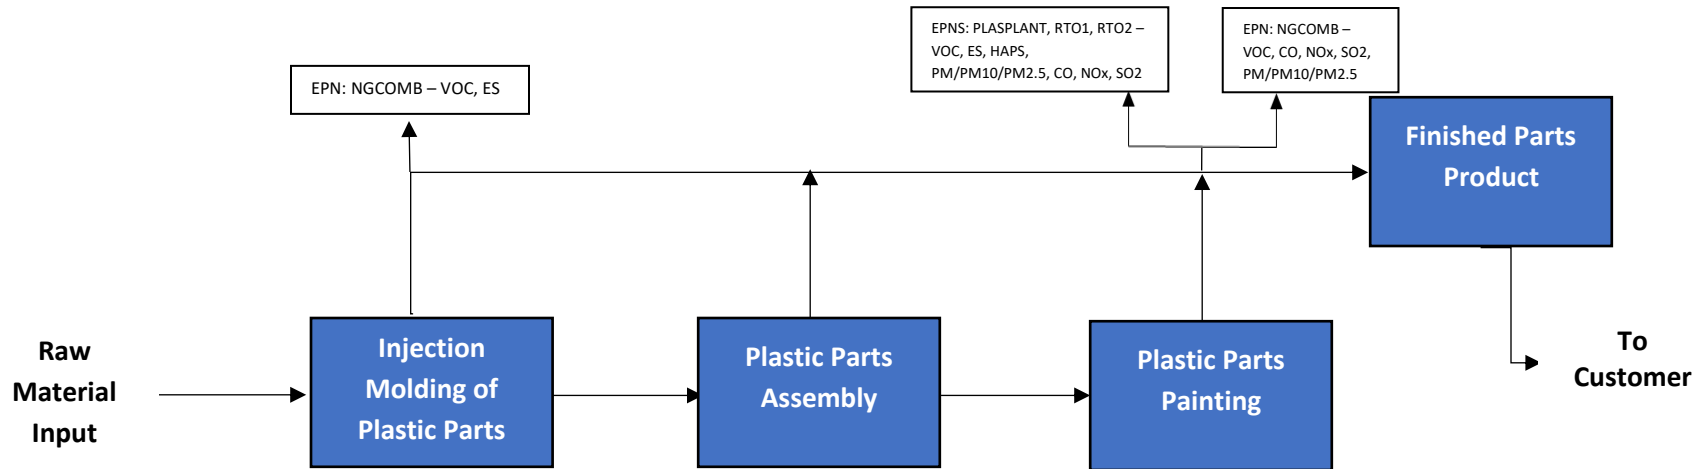 EPNS: PLASPLANT, RTO1, RTO2 –
VOC, ES, HAPS,
PM/PM10/PM2.5, CO, NOx, SO2
EPN: NGCOMB –
VOC, CO, NOx, SO2,
PM/PM10/PM2.5
EPN: NGCOMB – VOC, ES
Finished Parts
Product
Raw
Material
Input
Injection
Molding of
Plastic Parts
Plastic Parts
Assembly
Plastic Parts
Painting
To
Customer